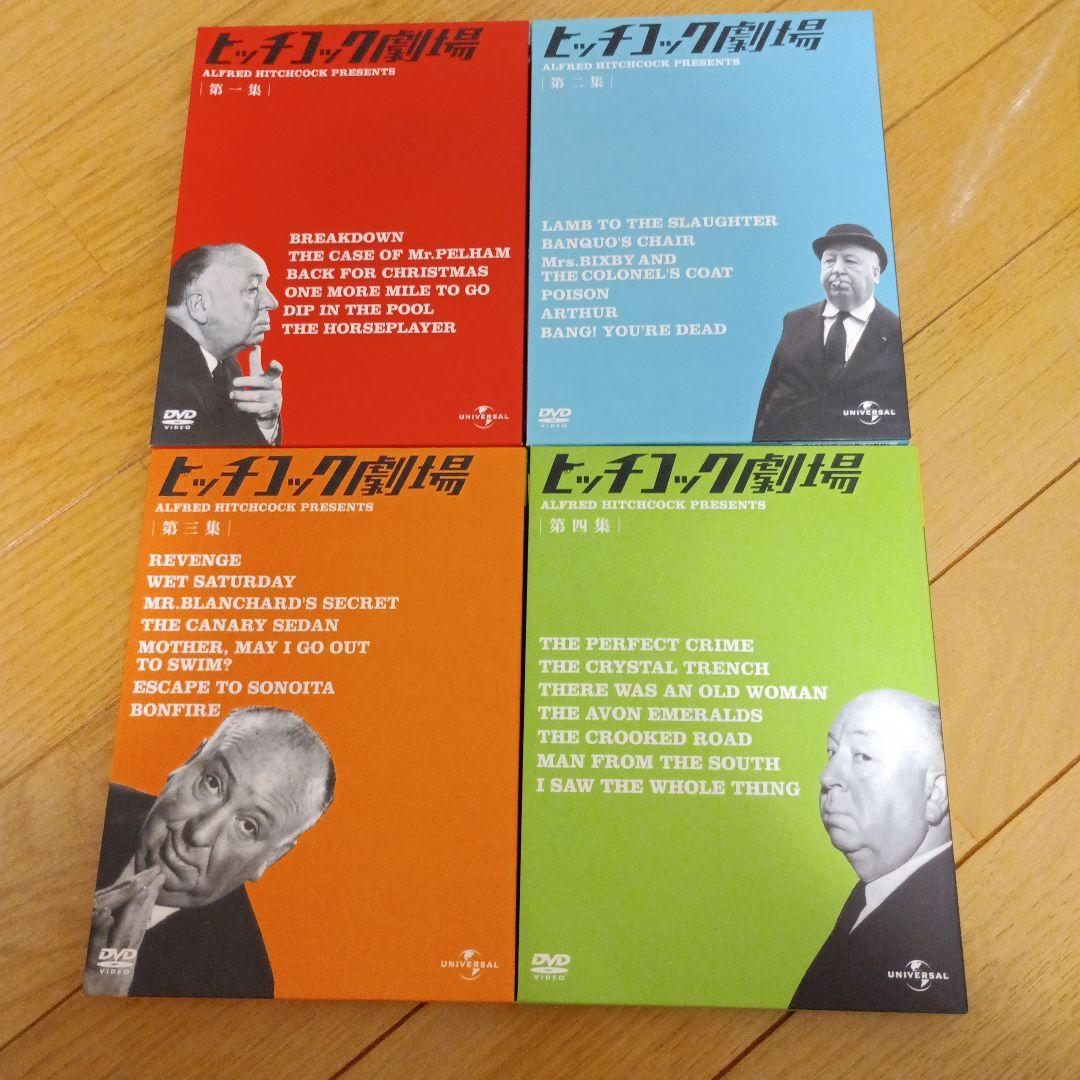 ヒッチコック劇場
ALFRED HITCHCOCK PRESENTS
第一集
BREAKDOWN
THE CASE OF Mr.PELHAM
BACK FOR CHRISTMAS
ONE MORE MILE TO GO
DIP IN THE POOL
THE HORSEPLAYER
DVD
VIDEO
UNIVERSAL
ヒッチコック劇場
ALFRED HITCHCOCK PRESENTS
第二集
LAMB TO THE SLAUGHTER
BANQUO'S CHAIR
Mrs.BIXBY AND
THE COLONEL'S COAT
POISON
ARTHUR
BANG! YOU'RE DEAD
DVD
VIDEO
UNIVERSAL
ヒッチコック劇場
ALFRED HITCHCOCK PRESENTS
第三集
REVENGE
WET SATURDAY
MR.BLANCHARD'S SECRET
THE CANARY SEDAN
MOTHER, MAY I GO OUT
TO SWIM?
ESCAPE TO SONOITA
BONFIRE
DVD
VIDEO
UNIVERSAL
ヒッチコック劇場
ALFRED HITCHCOCK PRESENTS
第四集
THE PERFECT CRIME
THE CRYSTAL TRENCH
THERE WAS AN OLD WOMAN
THE AVON EMERALDS
THE CROOKED ROAD
MAN FROM THE SOUTH
I SAW THE WHOLE THING
DVD
VIDEO
UNIVERSAL